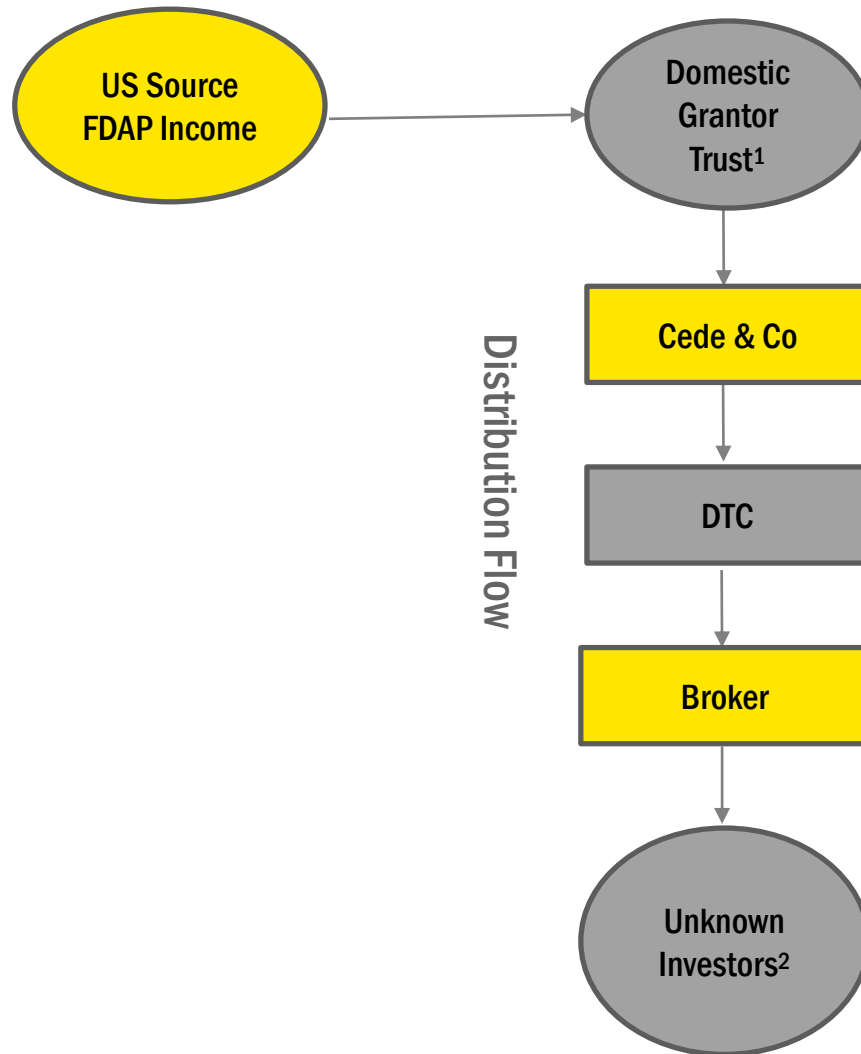 US Source
FDAP Income
Domestic
Grantor
Trust¹
Cede & Co
Distribution Flow
DTC
Broker
Unknown
Investors²